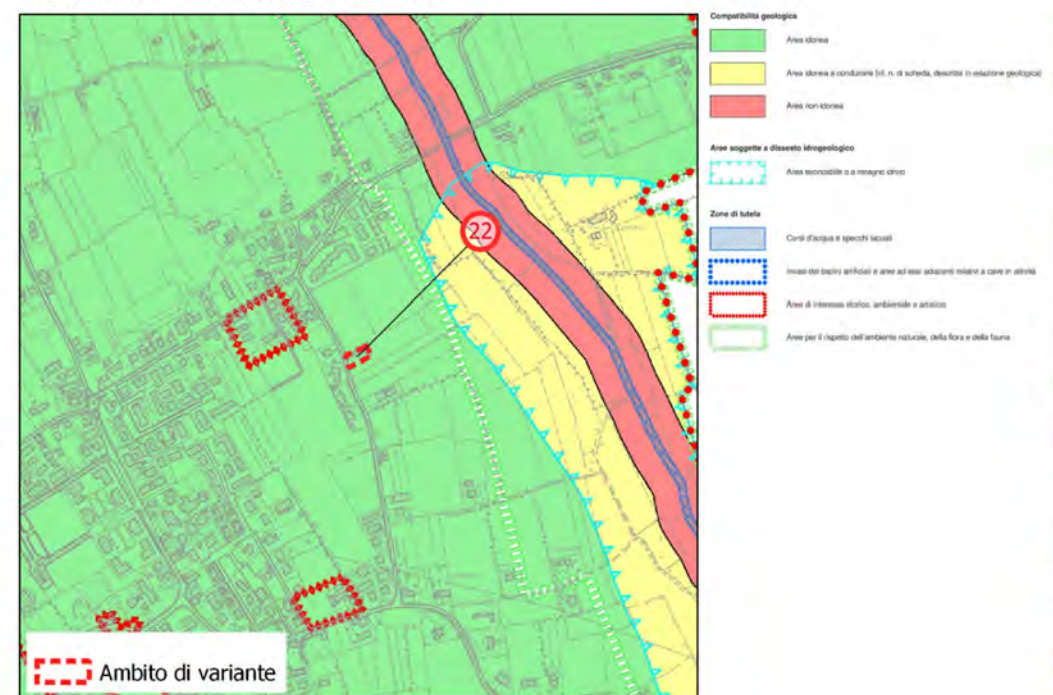 22
Ambito di variante
Compatibilità geologica
Area idonea
Area idonea a condizione (rif. n. di scheda, descritta in relazione geologica)
Area non idonea
Aree soggette a dissesto idrogeologico
Area esondabile o a ristagno idrico
Zone di tutela
Corsi d'acqua e specchi lacuali
Invasi dei bacini artificiali e aree ad essi adiacenti relativi a cave in attività
Aree di interesse storico, ambientale e artistico
Aree per il rispetto dell'ambiente naturale, della flora e della fauna